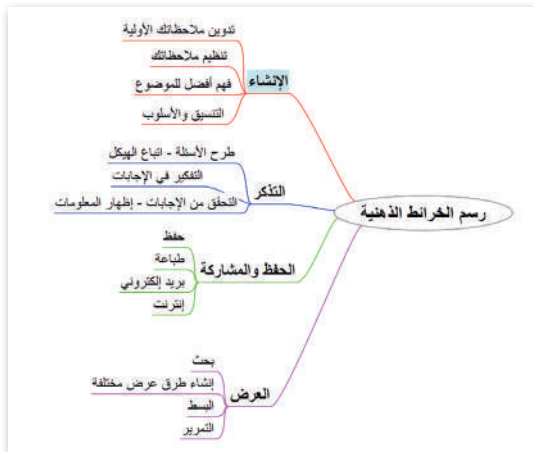 رسم الخرائط الذهنية
الإنشاء
تدوين ملاحظاتك الأولية
تنظيم ملاحظاتك
فهم أفضل للموضوع
التنسيق والأسلوب
التذكر
طرح الأسئلة - اتباع الهيكل
التفكير في الإجابات
التحقق من الإجابات - إظهار المعلومات
الحفظ والمشاركة
حفظ
طباعة
بريد إلكتروني
إنترنت
العرض
بحث
إنشاء طرق عرض مختلفة
البسط
التمرير